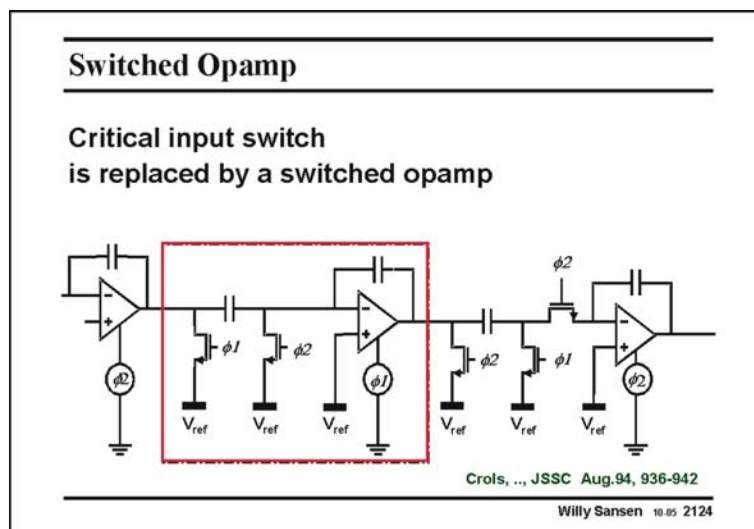 Switched Opamp
Critical input switch
is replaced by a switched opamp
ϕ2
ϕ1
ϕ2
ϕ2
ϕ1
ϕ2
ϕ1
ϕ2
Vref
Vref
Vref
Vref
Vref
Vref
Crols, .., JSSC Aug.94, 936-942
Willy Sansen 10-05 2124